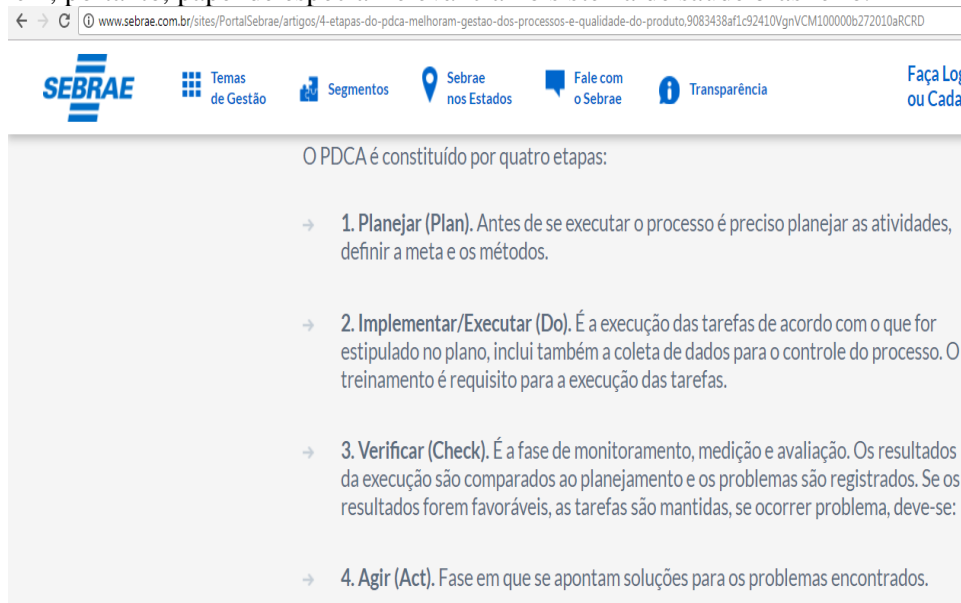 www.sebrae.com.br/sites/PortalSebrae/artigos/4-etapas-do-pdca-melhoram-gestao-dos-processos-e-qualidade-do-produto,9083438af1c92410VgnVCM100000b272010aRCRD
SEBRAE
Temas
de Gestão
Segmentos
Sebrae
nos Estados
Fale com
o Sebrae
Transparência
Faça Log
ou Cada
O PDCA é constituído por quatro etapas:
1. Planejar (Plan). Antes de se executar o processo é preciso planejar as atividades,
definir a meta e os métodos.
2. Implementar/Executar (Do). É a execução das tarefas de acordo com o que for
estipulado no plano, inclui também a coleta de dados para o controle do processo. O
treinamento é requisito para a execução das tarefas.
3. Verificar (Check). É a fase de monitoramento, medição e avaliação. Os resultados
da execução são comparados ao planejamento e os problemas são registrados. Se os
resultados forem favoráveis, as tarefas são mantidas, se ocorrer problema, deve-se:
4. Agir (Act). Fase em que se apontam soluções para os problemas encontrados.